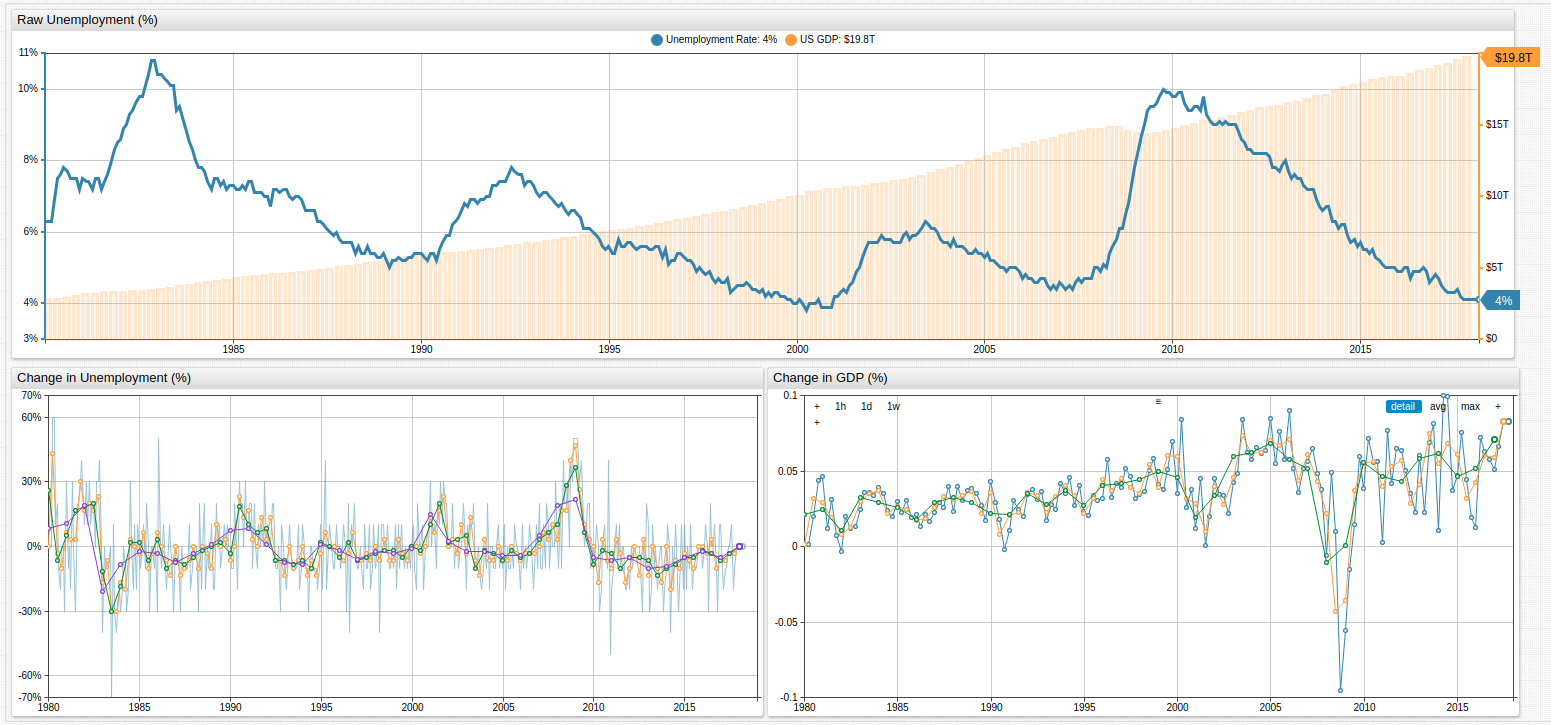 Raw Unemployment (%)
Unemployment Rate: 4% US GDP: $19.8T
11%
10%
8%
6%
4%
3%
$19.8T
$15T
$10T
$5T
4%
$0
1985 1990 1995 2000 2005 2010 2015
Change in Unemployment (%)
70%
60%
30%
0%
-30%
-60%
-70%
1980 1985 1990 1995 2000 2005 2010 2015
Change in GDP (%)
+ 1h 1d 1w
+
≡
detail avg max +
0.1
0.05
0
-0.05
-0.1
1980 1985 1990 1995 2000 2005 2010 2015